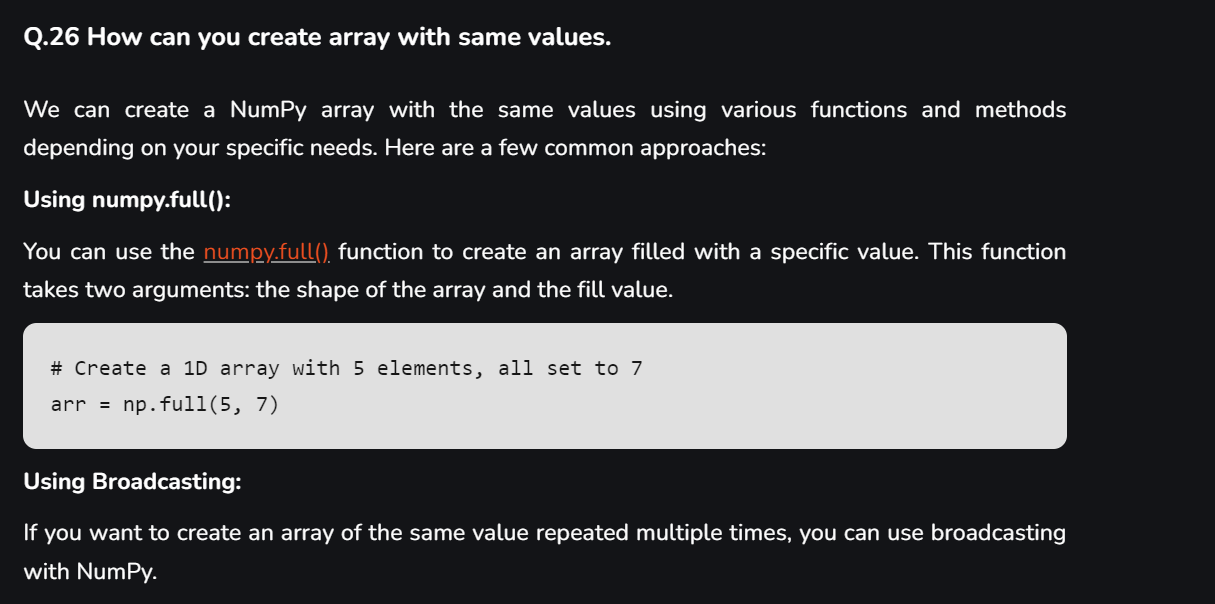 Q.26 How can you create array with same values.
We can create a NumPy array with the same values using various functions and methods
depending on your specific needs. Here are a few common approaches:
Using numpy.full():
You can use the numpy.full() function to create an array filled with a specific value. This function
takes two arguments: the shape of the array and the fill value.
# Create a 1D array with 5 elements, all set to 7
arr = np.full(5, 7)
Using Broadcasting:
If you want to create an array of the same value repeated multiple times, you can use broadcasting
with NumPy.